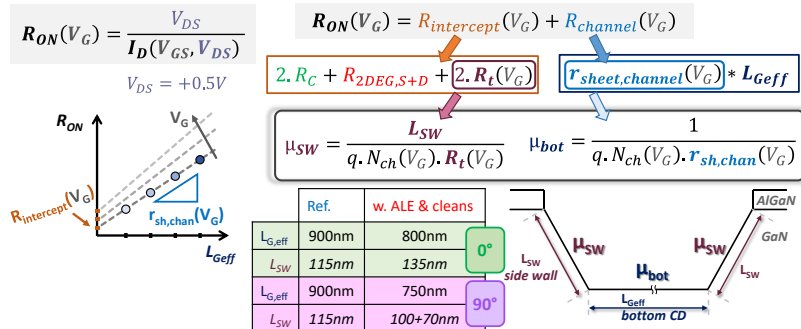 R_ON(V_G) = V_DS / I_D(V_GS, V_DS)
V_DS = +0.5V
R_ON(V_G) = R_intercept(V_G) + R_channel(V_G)
2. R_C + R_2DEG,S+D + 2. R_t(V_G)
r_sheet,channel(V_G) * L_Geff
μ_SW = L_SW / q. N_ch(V_G). R_t(V_G)
μ_bot = 1 / q. N_ch(V_G). r_sh,chan(V_G)
R_ON
V_G
R_intercept(V_G)
r_sh,chan(V_G)
L_Geff
Ref. w. ALE & cleans
L_G,eff 900nm 800nm
L_SW 115nm 135nm
0°
L_G,eff 900nm 750nm
L_SW 115nm 100+70nm
90°
AlGaN
GaN
μ_SW
μ_SW
L_SW
side wall
L_SW
μ_bot
L_Geff
bottom CD